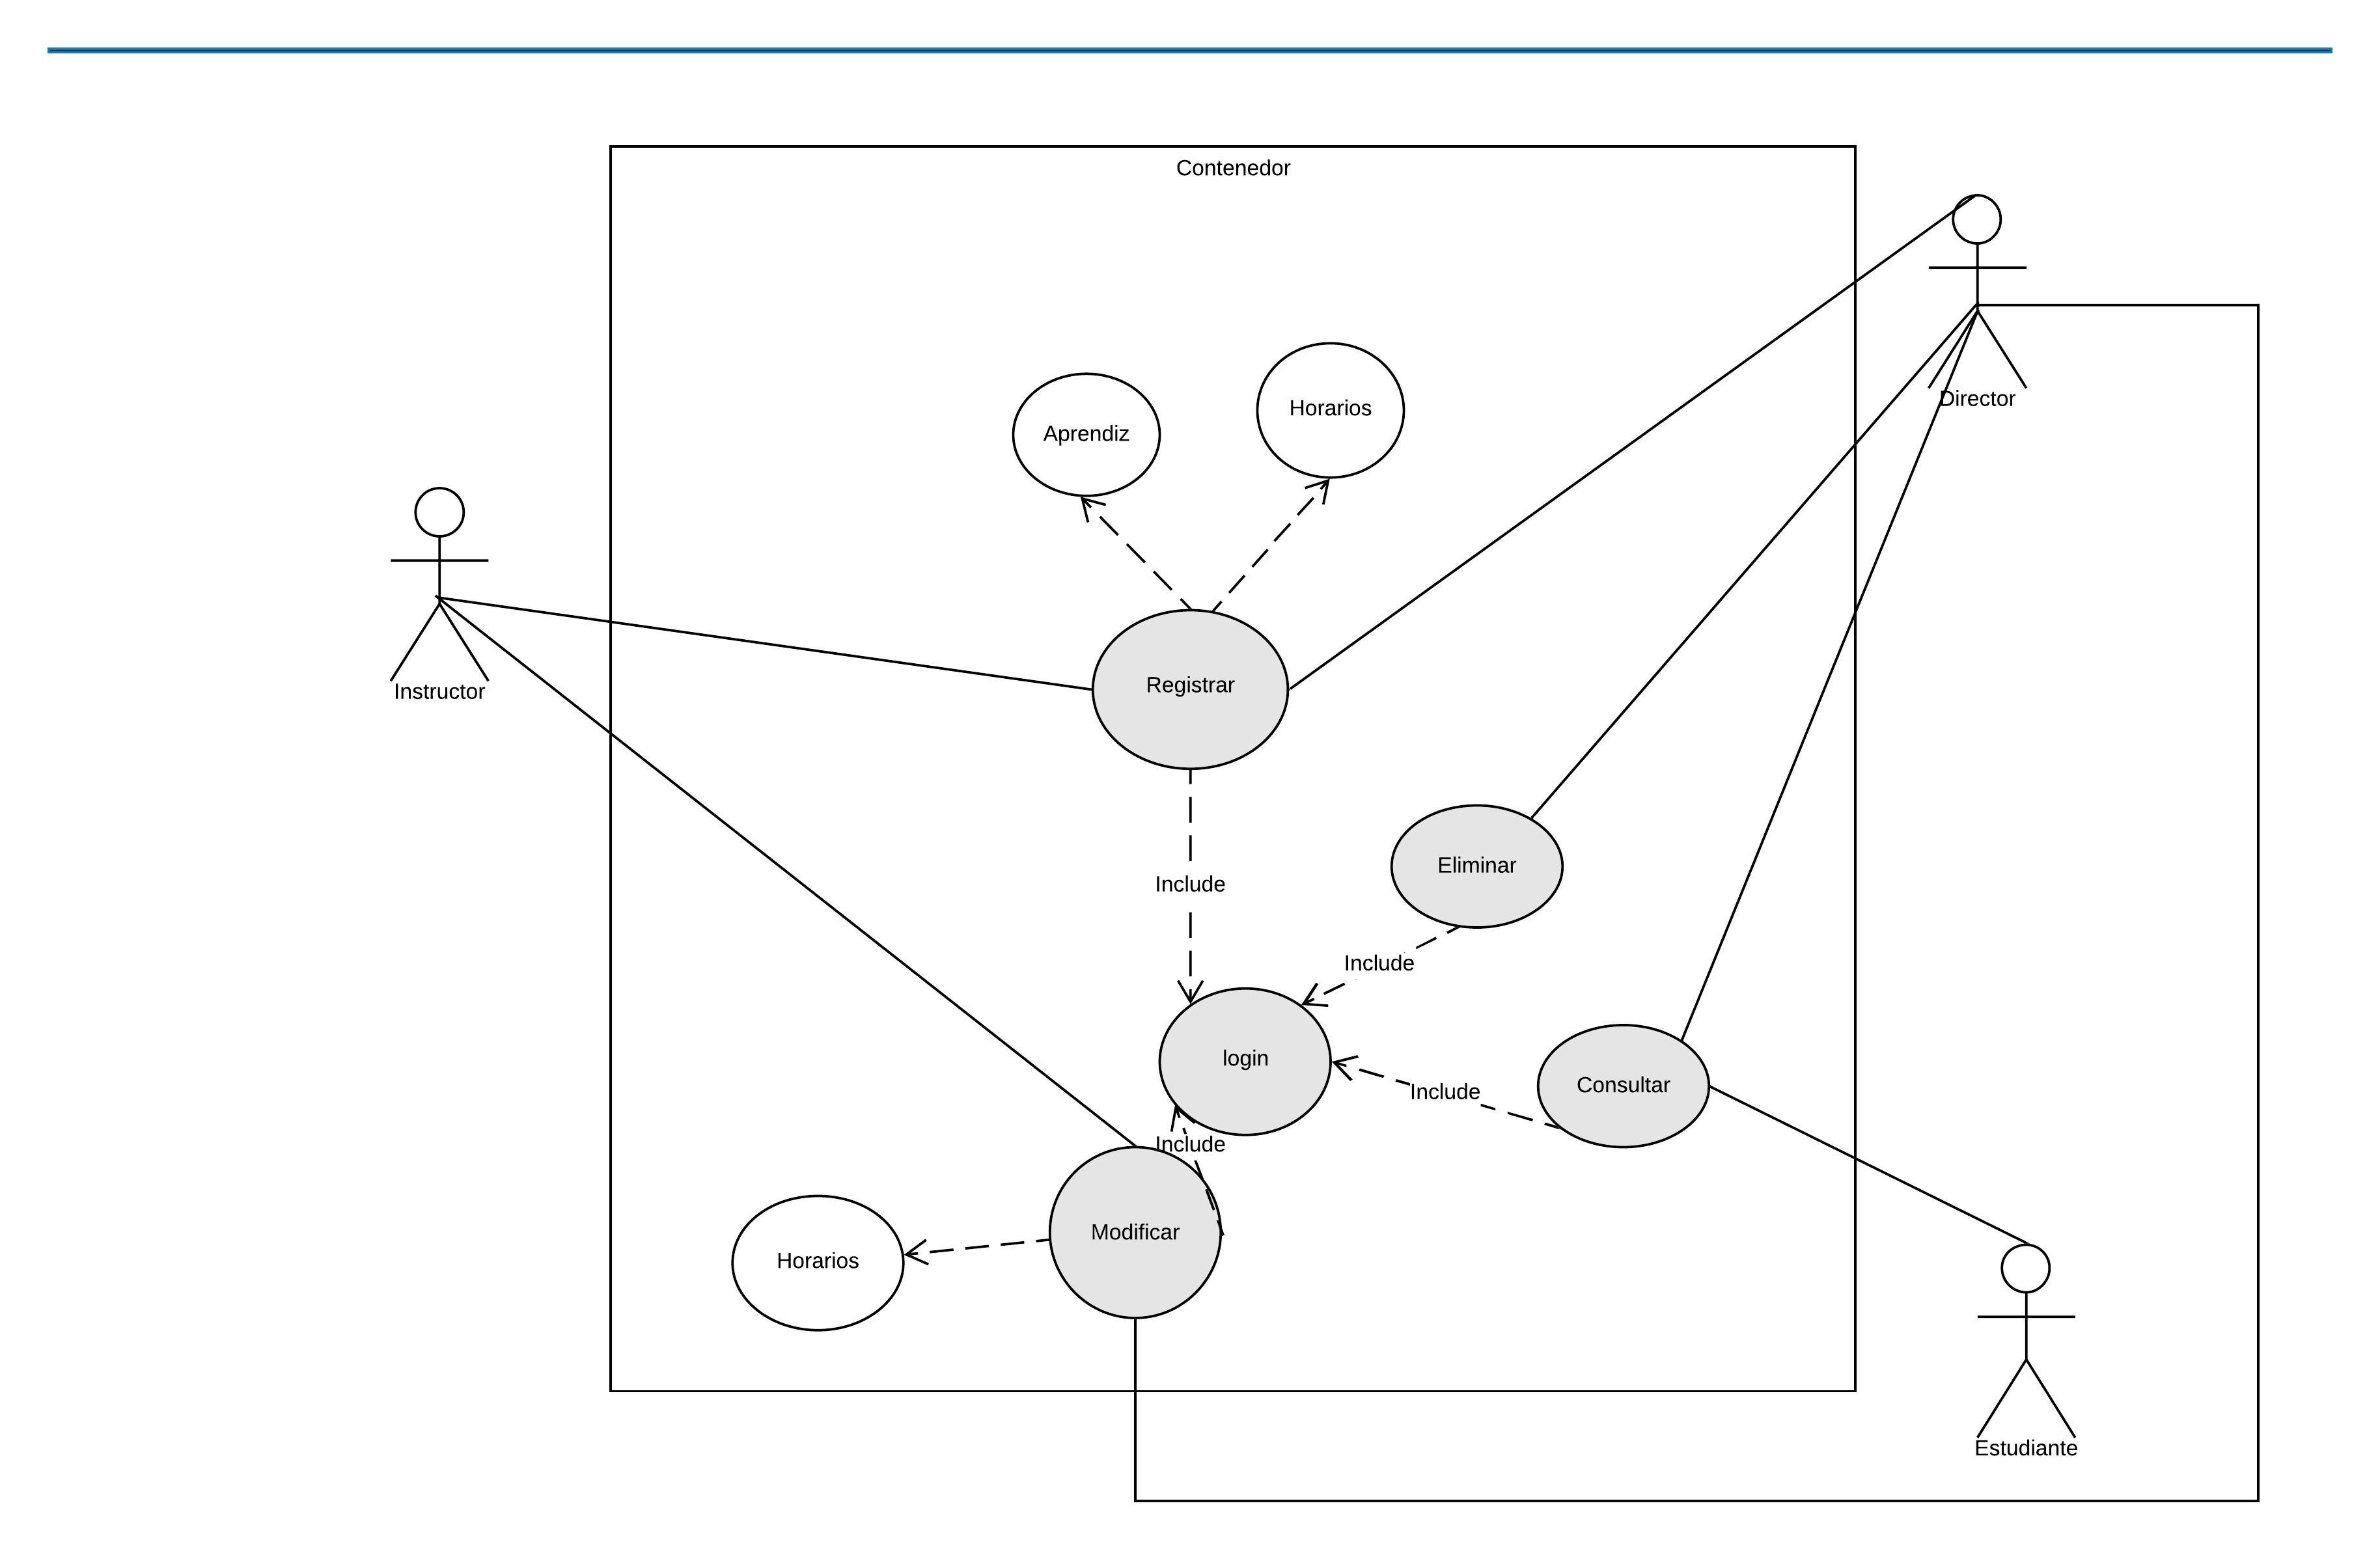 Contenedor
Director
Horarios
Aprendiz
Instructor
Registrar
Eliminar
Include
Include
login
Consultar
Include
Include
Modificar
Horarios
Estudiante